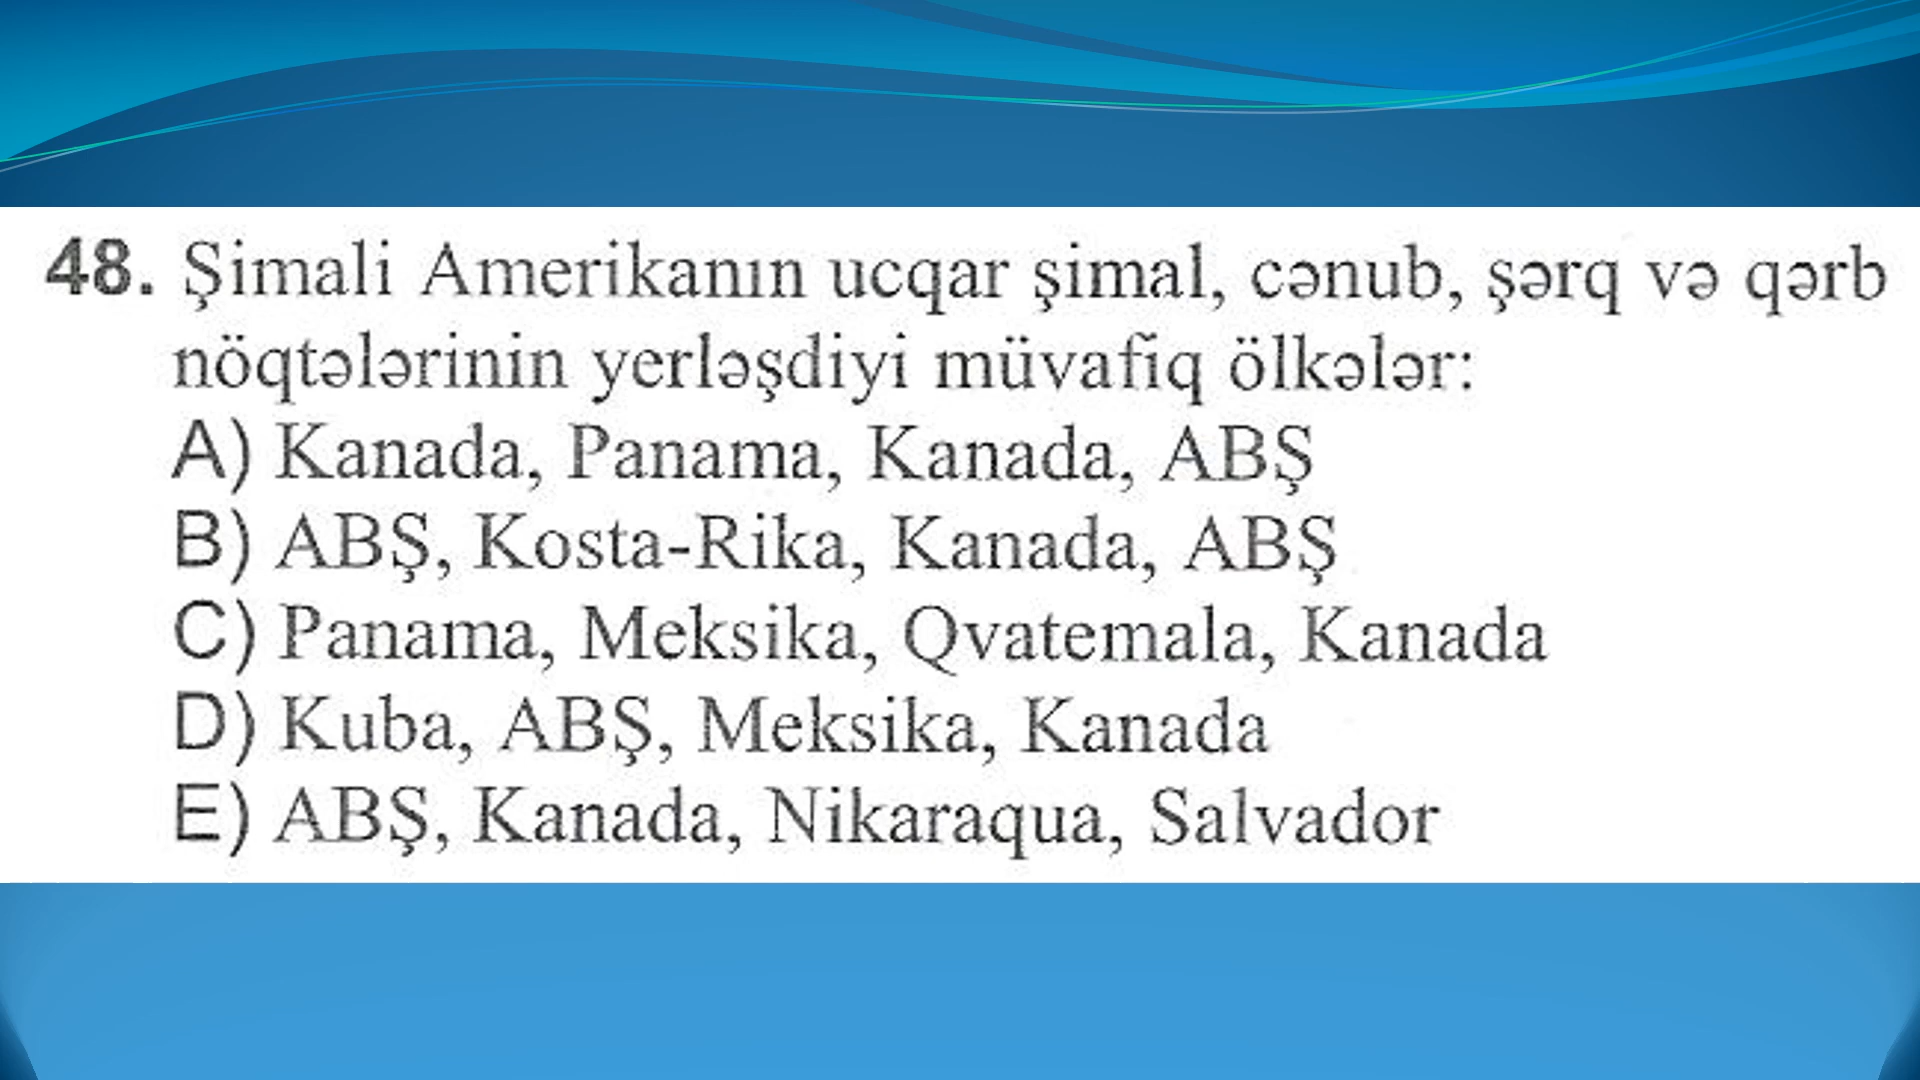 48. Şimali Amerikanın ucqar şimal, cənub, şərq və qərb
nöqtələrinin yerləşdiyi müvafiq ölkələr:
A) Kanada, Panama, Kanada, ABŞ
B) ABŞ, Kosta-Rika, Kanada, ABŞ
C) Panama, Meksika, Qvatemala, Kanada
D) Kuba, ABŞ, Meksika, Kanada
E) ABŞ, Kanada, Nikaraqua, Salvador